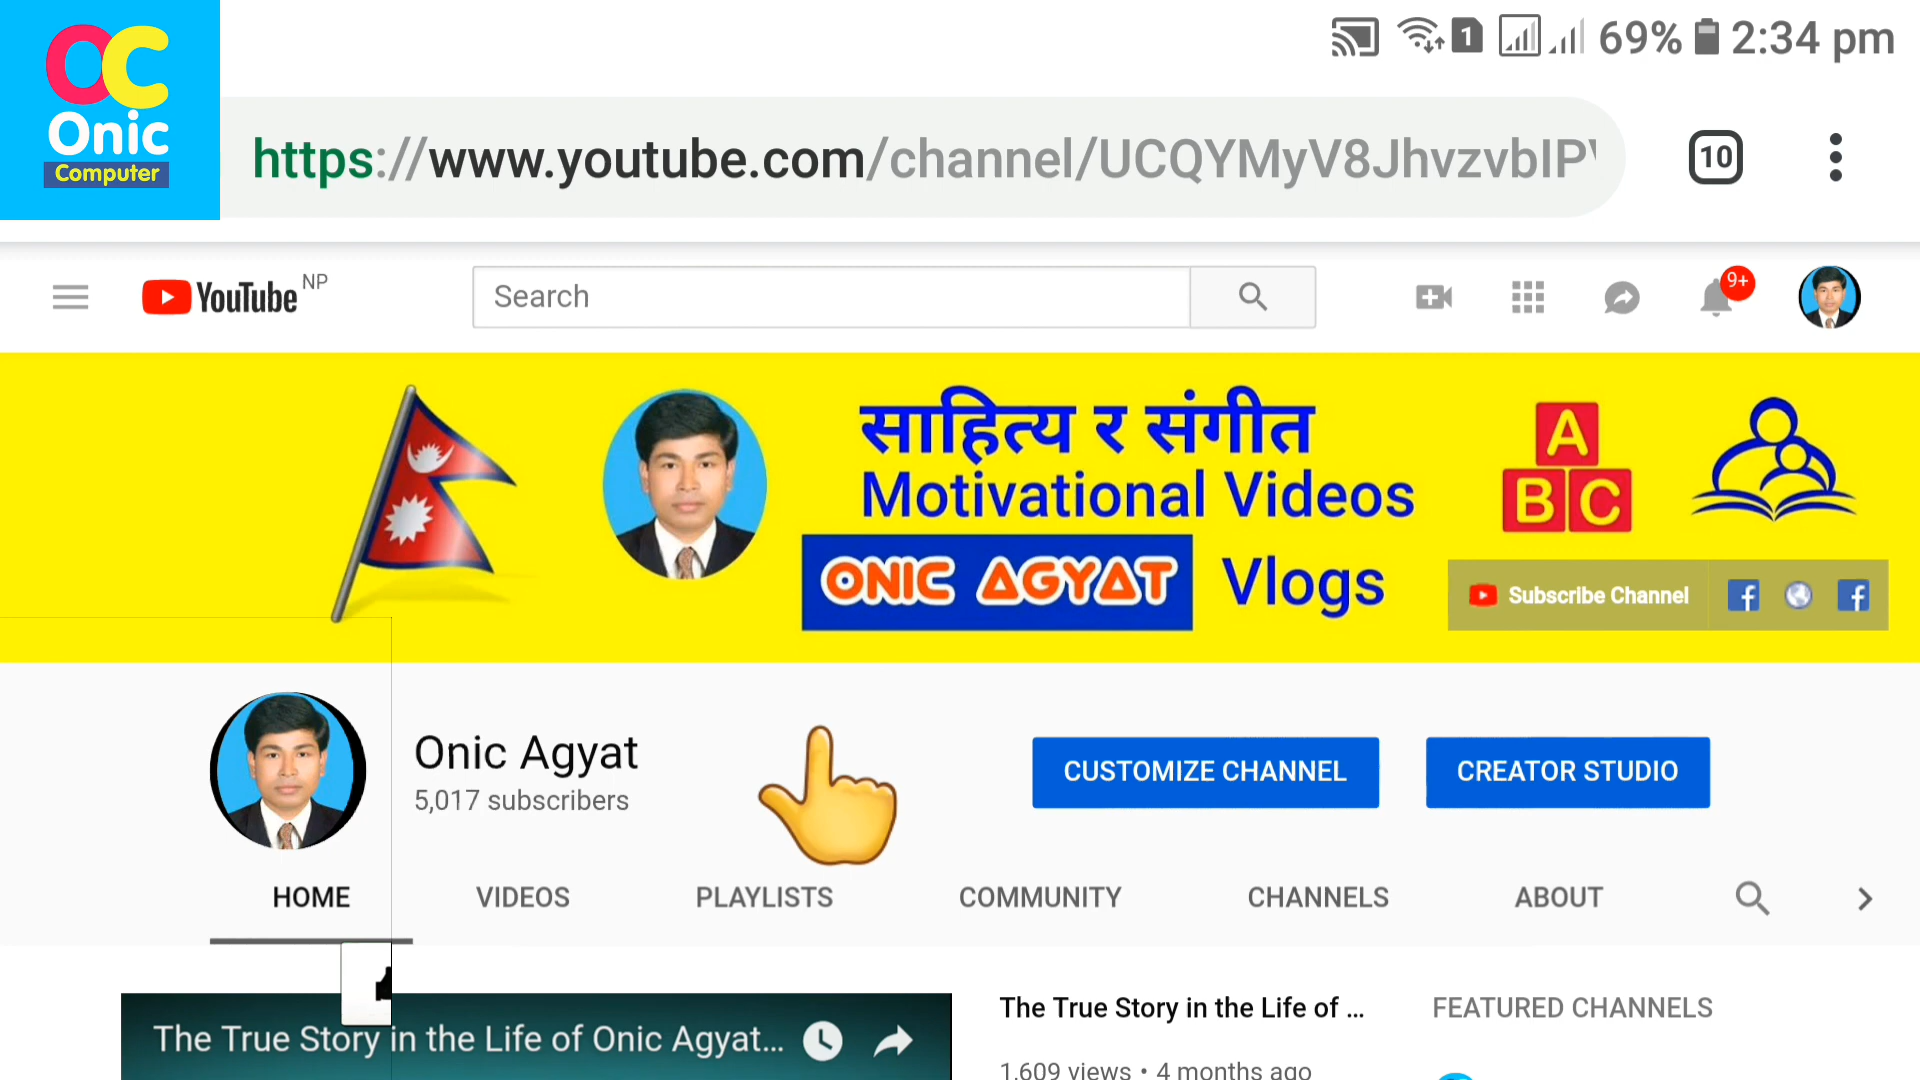 OC
Onic
Computer
1
69%
2:34 pm
https://www.youtube.com/channel/UCQYMyV8JhvzvbIP
10
YouTube NP
Search
9+
साहित्य र संगीत
Motivational Videos
ONIC AGYAT Vlogs
A
B C
Subscribe Channel
Onic Agyat
5,017 subscribers
CUSTOMIZE CHANNEL
CREATOR STUDIO
HOME
VIDEOS
PLAYLISTS
COMMUNITY
CHANNELS
ABOUT
The True Story in the Life of Onic Agyat...
The True Story in the Life of ...
1,609 views • 4 months ago
FEATURED CHANNELS